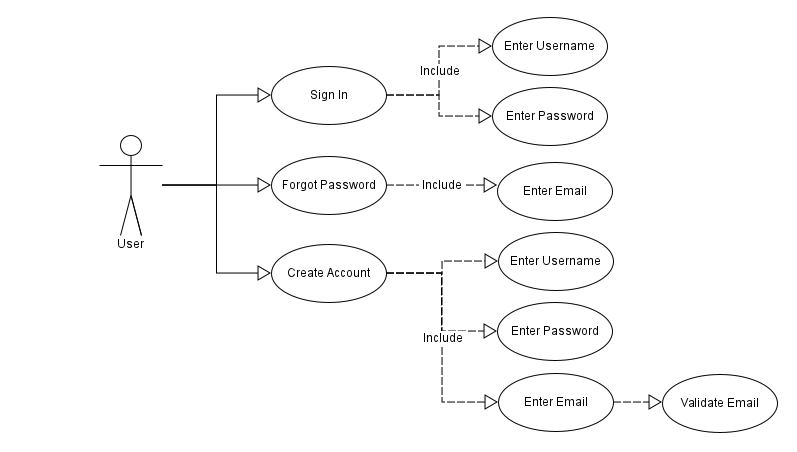 Enter Username
Include
Sign In
Enter Password
Forgot Password
Include
Enter Email
User
Enter Username
Create Account
Enter Password
Include
Enter Email
Validate Email